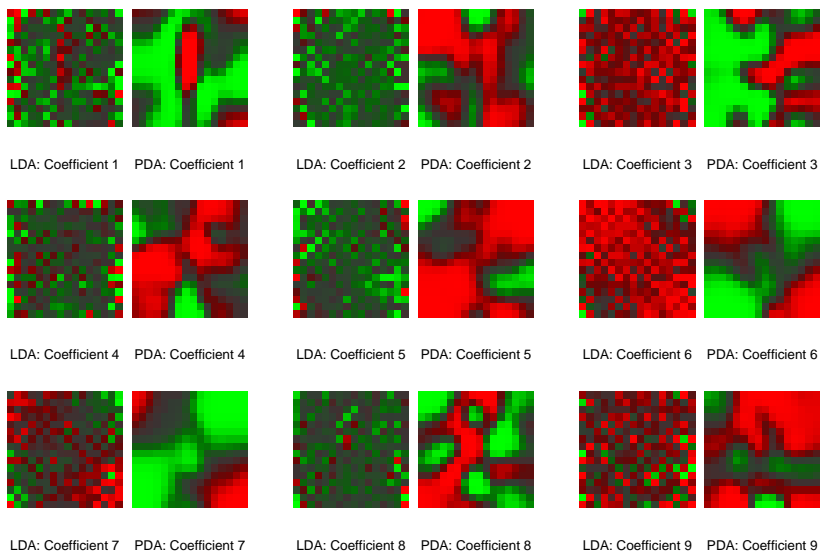 LDA: Coefficient 1 PDA: Coefficient 1 LDA: Coefficient 2 PDA: Coefficient 2 LDA: Coefficient 3 PDA: Coefficient 3
LDA: Coefficient 4 PDA: Coefficient 4 LDA: Coefficient 5 PDA: Coefficient 5 LDA: Coefficient 6 PDA: Coefficient 6
LDA: Coefficient 7 PDA: Coefficient 7 LDA: Coefficient 8 PDA: Coefficient 8 LDA: Coefficient 9 PDA: Coefficient 9